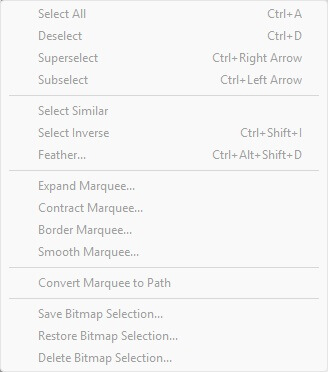 Select All Ctrl+A
Deselect Ctrl+D
Superselect Ctrl+Right Arrow
Subselect Ctrl+Left Arrow
Select Similar
Select Inverse Ctrl+Shift+I
Feather... Ctrl+Alt+Shift+D
Expand Marquee...
Contract Marquee...
Border Marquee...
Smooth Marquee...
Convert Marquee to Path
Save Bitmap Selection...
Restore Bitmap Selection...
Delete Bitmap Selection...